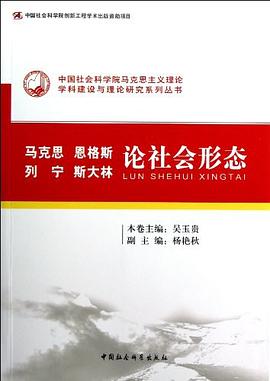 中国社会科学院创新工程学术出版资助项目
中国社会科学院马克思主义理论
学科建设与理论研究系列丛书
马克思 恩格斯
列 宁 斯大林
论社会形态
LUN SHEHUI XINGTAI
本卷主编：吴玉贵
副 主 编：杨艳秋
中国社会科学出版社